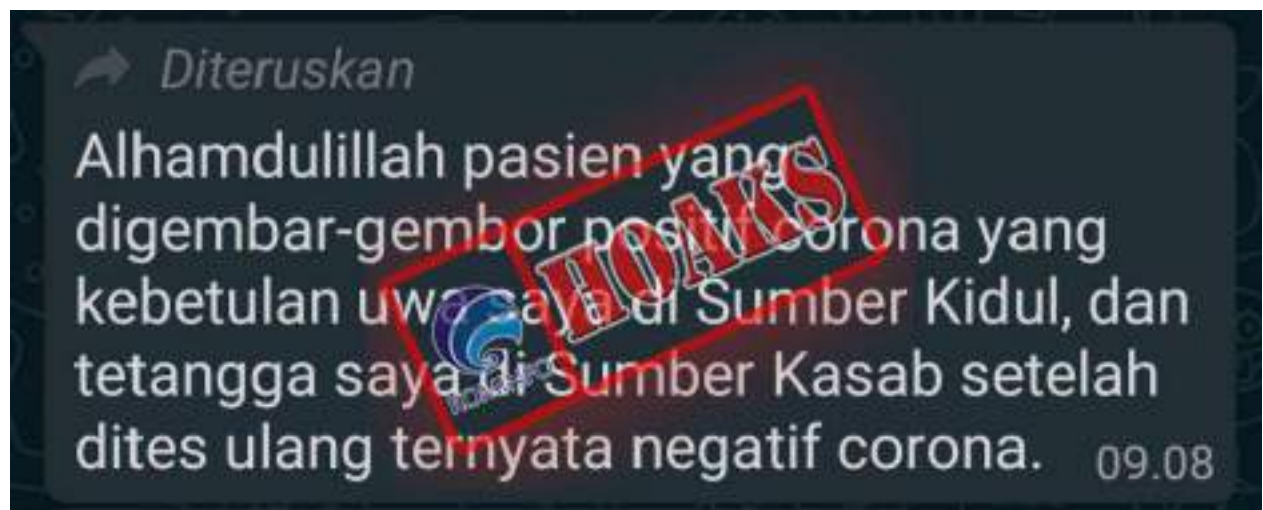 Diteruskan
Alhamdulillah pasien yang
digembar-gembor positif corona yang
kebetulan uwa saya di Sumber Kidul, dan
tetangga saya di Sumber Kasab setelah
dites ulang ternyata negatif corona.
09.08
HOAKS
KOMINFO